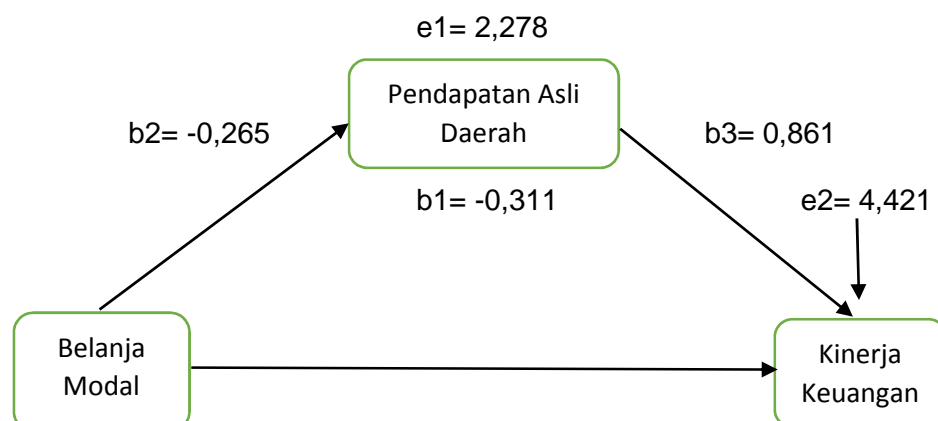 e1= 2,278
Pendapatan Asli
Daerah
b2= -0,265
b3= 0,861
b1= -0,311
e2= 4,421
Belanja
Modal
Kinerja
Keuangan